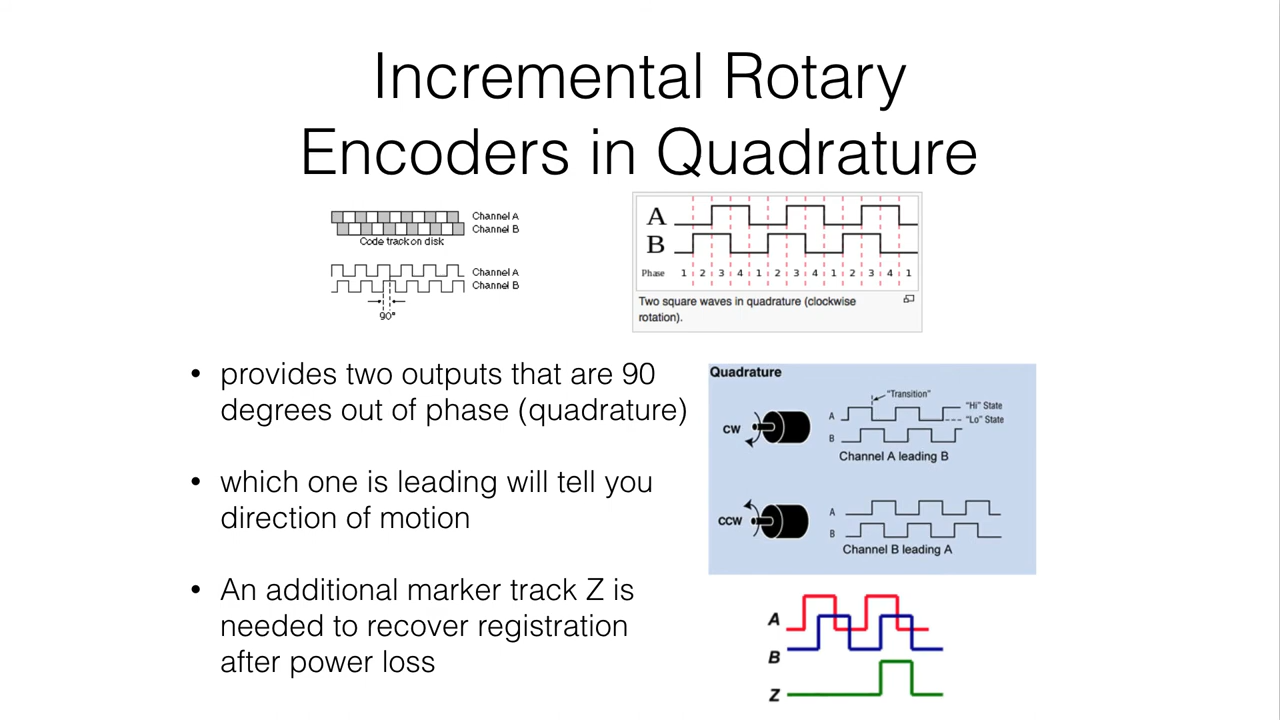 Incremental Rotary
Encoders in Quadrature
Channel A
Channel B
Code track on disk
Channel A
Channel B
90°
A
B
Phase 1 2 3 4 1 2 3 4 1 2 3 4 1
Two square waves in quadrature (clockwise
rotation).
• provides two outputs that are 90
degrees out of phase (quadrature)
• which one is leading will tell you
direction of motion
• An additional marker track Z is
needed to recover registration
after power loss
Quadrature
"Transition"
CW
A
"Hi" State
"Lo" State
B
Channel A leading B
CCW
A
B
Channel B leading A
A
B
Z